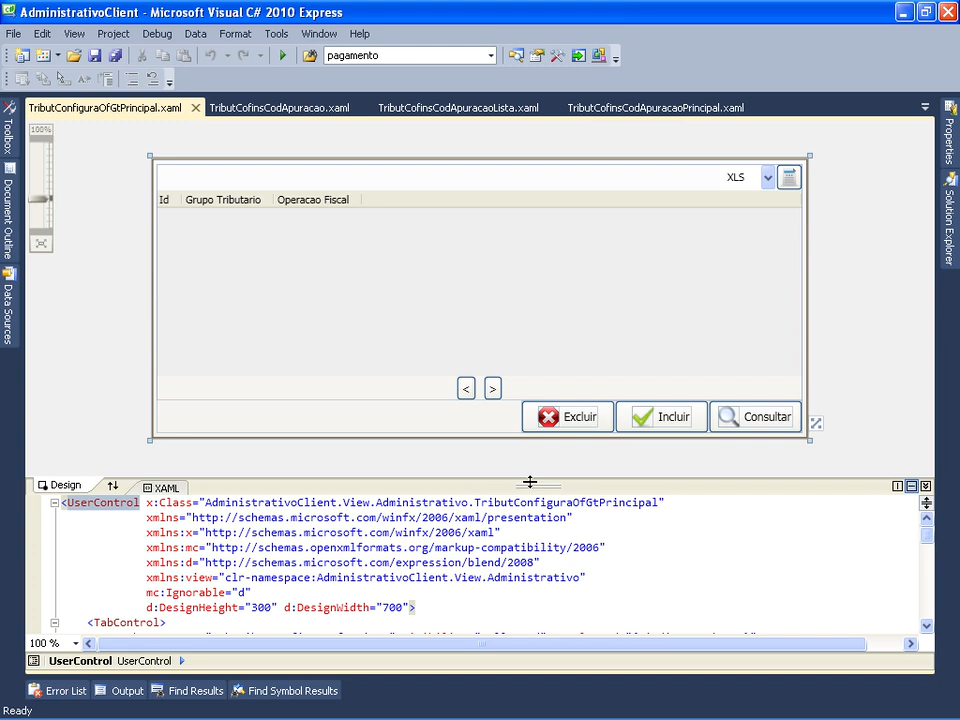 AdministrativoClient - Microsoft Visual C# 2010 Express
File Edit View Project Debug Data Format Tools Window Help
pagamento
TributConfiguraOfGtPrincipal.xaml TributCofinsCodApuracao.xaml TributCofinsCodApuracaoLista.xaml TributCofinsCodApuracaoPrincipal.xaml
Toolbox
Document Outline
Data Sources
Properties
Solution Explorer
100%
XLS
Id Grupo Tributario Operacao Fiscal
< >
Excluir Incluir Consultar
Design XAML
<UserControl x:Class="AdministrativoClient.View.Administrativo.TributConfiguraOfGtPrincipal"
xmlns="http://schemas.microsoft.com/winfx/2006/xaml/presentation"
xmlns:x="http://schemas.microsoft.com/winfx/2006/xaml"
xmlns:mc="http://schemas.openxmlformats.org/markup-compatibility/2006"
xmlns:d="http://schemas.microsoft.com/expression/blend/2008"
xmlns:view="clr-namespace:AdministrativoClient.View.Administrativo"
mc:Ignorable="d"
d:DesignHeight="300" d:DesignWidth="700">
<TabControl>
100 %
UserControl UserControl
Error List Output Find Results Find Symbol Results
Ready